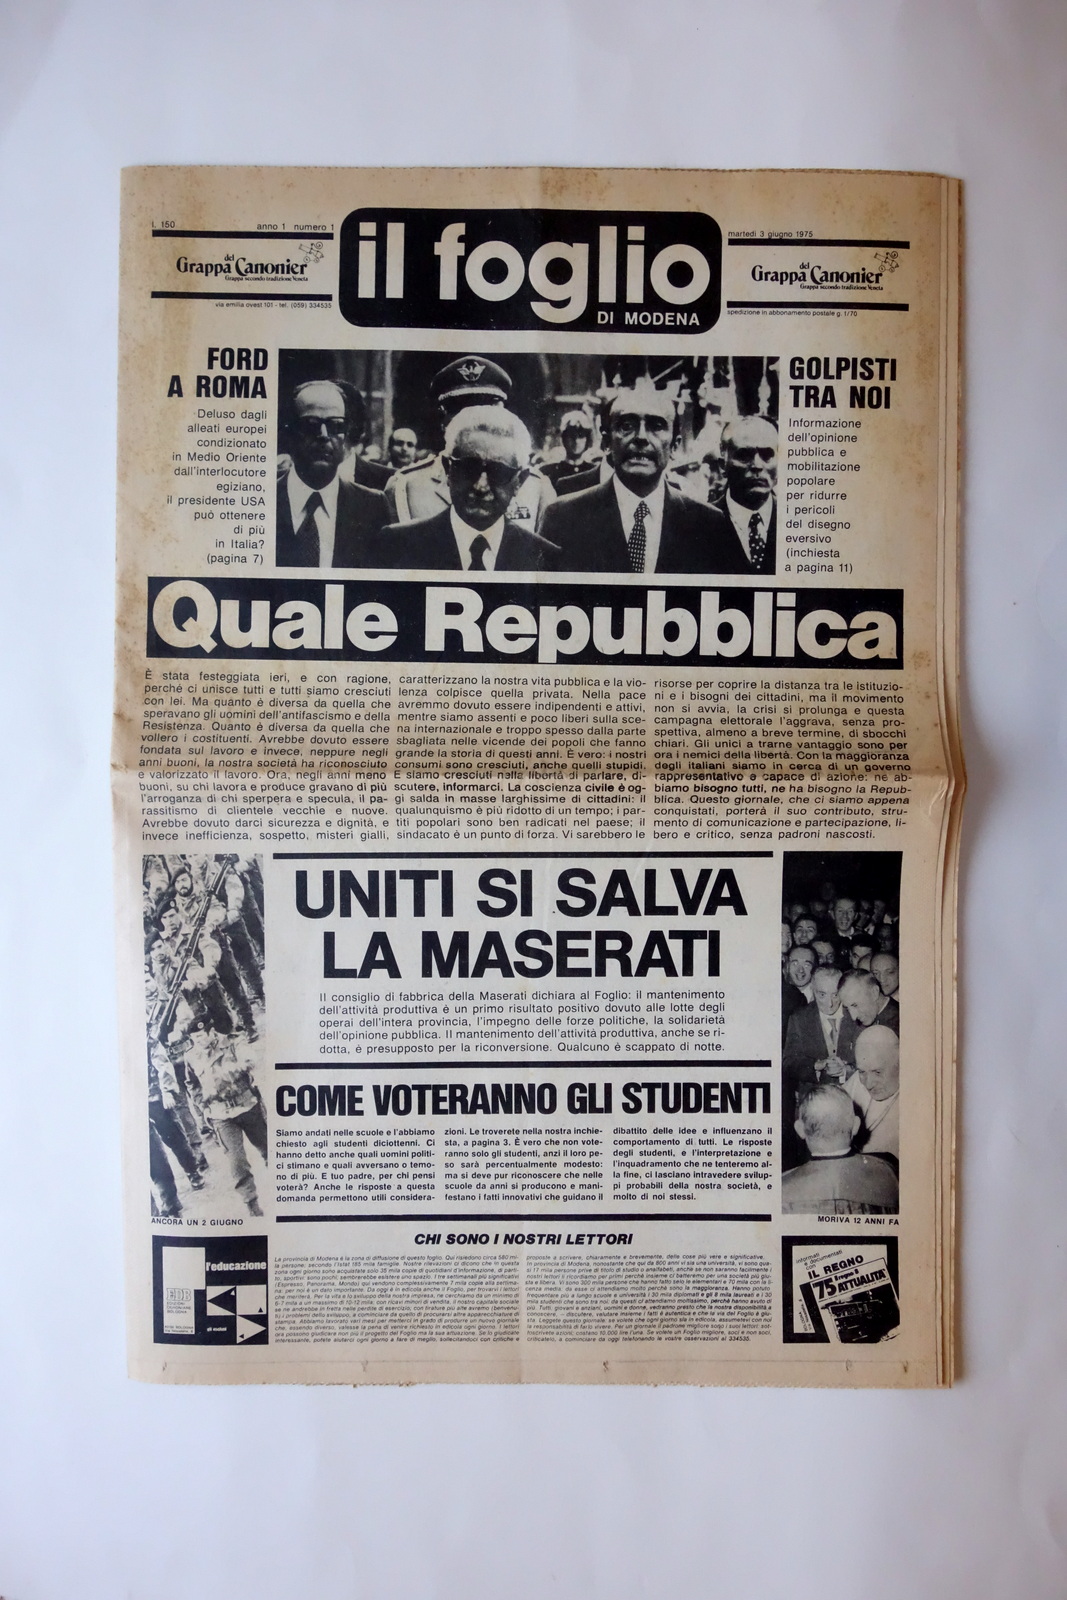 L. 150
anno 1 numero 1
Grappa del Canonier
Grappa secondo tradizione Veneta
via emilia ovest 101 - tel. (059) 334535
il foglio
DI MODENA
martedì 3 giugno 1975
Grappa del Canonier
Grappa secondo tradizione Veneta
spedizione in abbonamento postale g. 1/70
FORD
A ROMA
Deluso dagli
alleati europei
condizionato
in Medio Oriente
dall'interlocutore
egiziano,
il presidente USA
può ottenere
di più
in Italia?
(pagina 7)
GOLPISTI
TRA NOI
Informazione
dell'opinione
pubblica e
mobilitazione
popolare
per ridurre
i pericoli
del disegno
eversivo
(inchiesta
a pagina 11)
Quale Repubblica
È stata festeggiata ieri, e con ragione,
perché ci unisce tutti e tutti siamo cresciuti
con lei. Ma quanto è diversa da quella che
speravano gli uomini dell'antifascismo e della
Resistenza. Quanto è diversa da quella che
vollero i costituenti. Avrebbe dovuto essere
fondata sul lavoro e invece, neppure negli
anni buoni, la nostra società ha riconosciuto
e valorizzato il lavoro. Ora, negli anni meno
buoni, su chi lavora e produce gravano di più
l'arroganza di chi sperpera e specula, il pa-
rassitismo di clientele vecchie e nuove.
Avrebbe dovuto darci sicurezza e dignità, e
invece inefficienza, sospetto, misteri gialli,
caratterizzano la nostra vita pubblica e la vio-
lenza colpisce quella privata. Nella pace
avremmo dovuto essere indipendenti e attivi,
mentre siamo assenti e poco liberi sulla sce-
na internazionale e troppo spesso dalla parte
sbagliata nelle vicende dei popoli che fanno
grande la storia di questi anni. È vero: i nostri
consumi sono cresciuti, anche quelli stupidi.
E siamo cresciuti nella libertà di parlare, di-
scutere, informarci. La coscienza civile è og-
gi salda in masse larghissime di cittadini: il
qualunquismo è più ridotto di un tempo; i par-
titi popolari sono ben radicati nel paese; il
sindacato è un punto di forza. Vi sarebbero le
risorse per coprire la distanza tra le istituzio-
ni e i bisogni dei cittadini, ma il movimento
non si avvia, la crisi si prolunga e questa
campagna elettorale l'aggrava, senza pro-
spettiva, almeno a breve termine, di sbocchi
chiari. Gli unici a trarne vantaggio sono per
ora i nemici della libertà. Con la maggioranza
degli italiani siamo in cerca di un governo
rappresentativo e capace di azione: ne ab-
biamo bisogno tutti, ne ha bisogno la Repub-
blica. Questo giornale, che ci siamo appena
conquistati, porterà il suo contributo, stru-
mento di comunicazione e partecipazione, li-
bero e critico, senza padroni nascosti.
UNITI SI SALVA
LA MASERATI
Il consiglio di fabbrica della Maserati dichiara al Foglio: il mantenimento
dell'attività produttiva è un primo risultato positivo dovuto alle lotte degli
operai dell'intera provincia, l'impegno delle forze politiche, la solidarietà
dell'opinione pubblica. Il mantenimento dell'attività produttiva, anche se ri-
dotta, è presupposto per la riconversione. Qualcuno è scappato di notte.
COME VOTERANNO GLI STUDENTI
Siamo andati nelle scuole e l'abbiamo
chiesto agli studenti diciottenni. Ci
hanno detto anche quali uomini politi-
ci stimano e quali avversano o temo-
no di più. E tuo padre, per chi pensi
voterà? Anche le risposte a questa
domanda permettono utili considera-
zioni. Le troverete nella nostra inchie-
sta, a pagina 3. È vero che non vote-
ranno solo gli studenti, anzi il loro pe-
so sarà percentualmente modesto:
ma si deve pur riconoscere che nelle
scuole da anni si producono e mani-
festano i fatti innovativi che guidano il
dibattito delle idee e influenzano il
comportamento di tutti. Le risposte
degli studenti, e l'interpretazione e
l'inquadramento che ne tenteremo al-
la fine, ci lasciano intravedere svilup-
pi probabili della nostra società, e
molto di noi stessi.
ANCORA UN 2 GIUGNO
MORIVA 12 ANNI FA
CHI SONO I NOSTRI LETTORI
l'educazione
EDB
IL REGNO
75 ATTUALITÀ